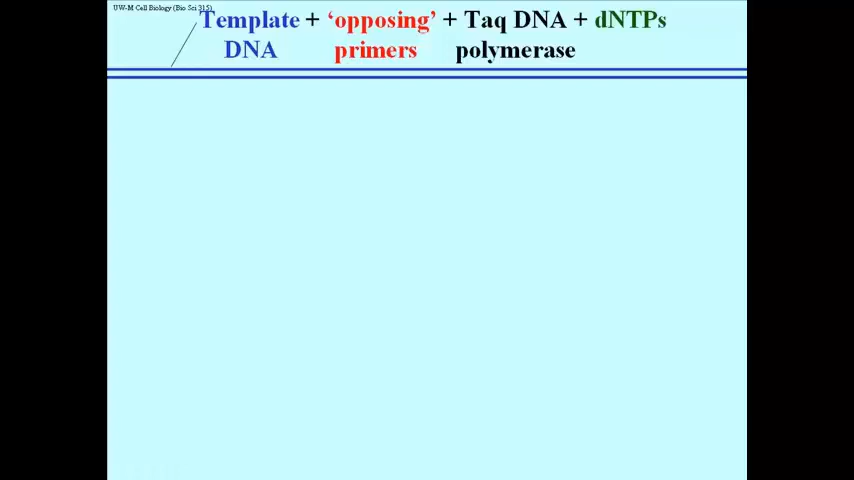 UW-M Cell Biology (Bio Sci 315)
Template + ‘opposing’ + Taq DNA + dNTPs
DNA primers polymerase